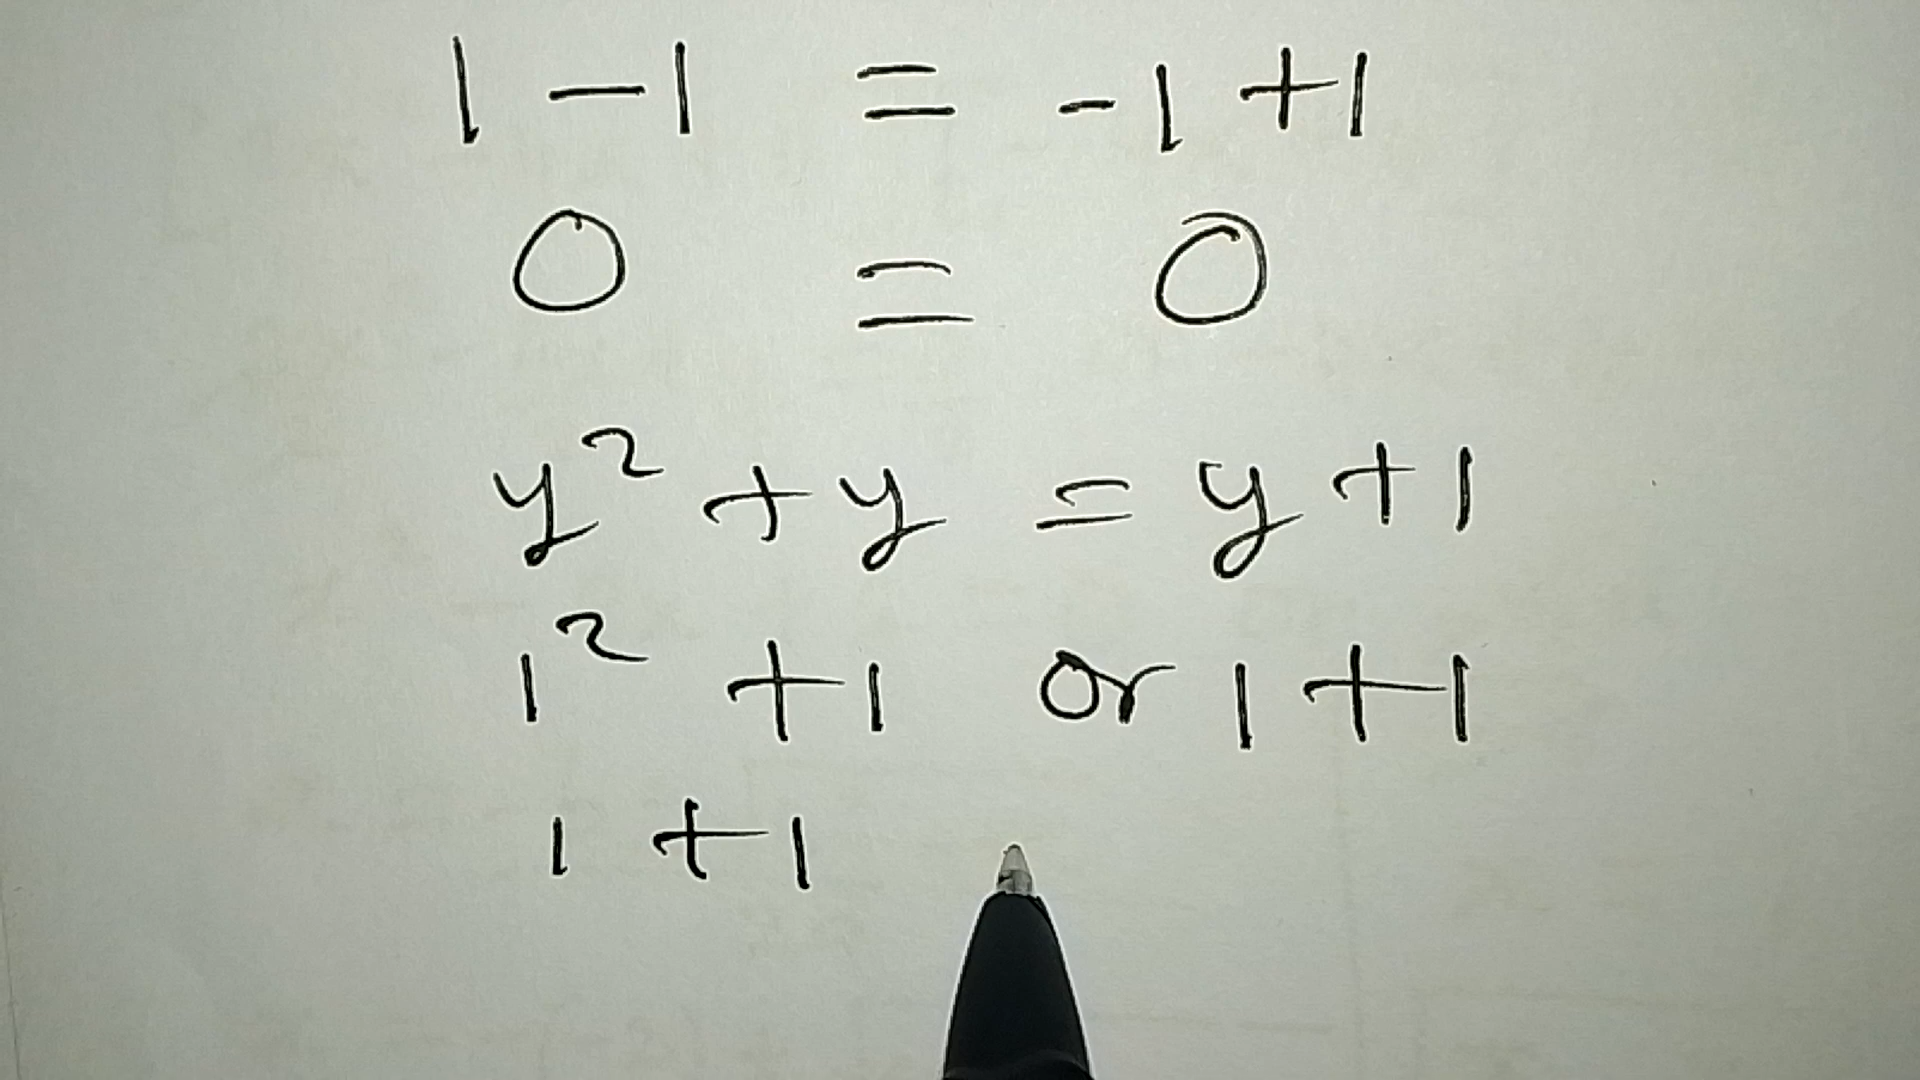 1 - 1 = -1 + 1
0 = 0
y² + y = y + 1
1² + 1 or 1 + 1
1 + 1